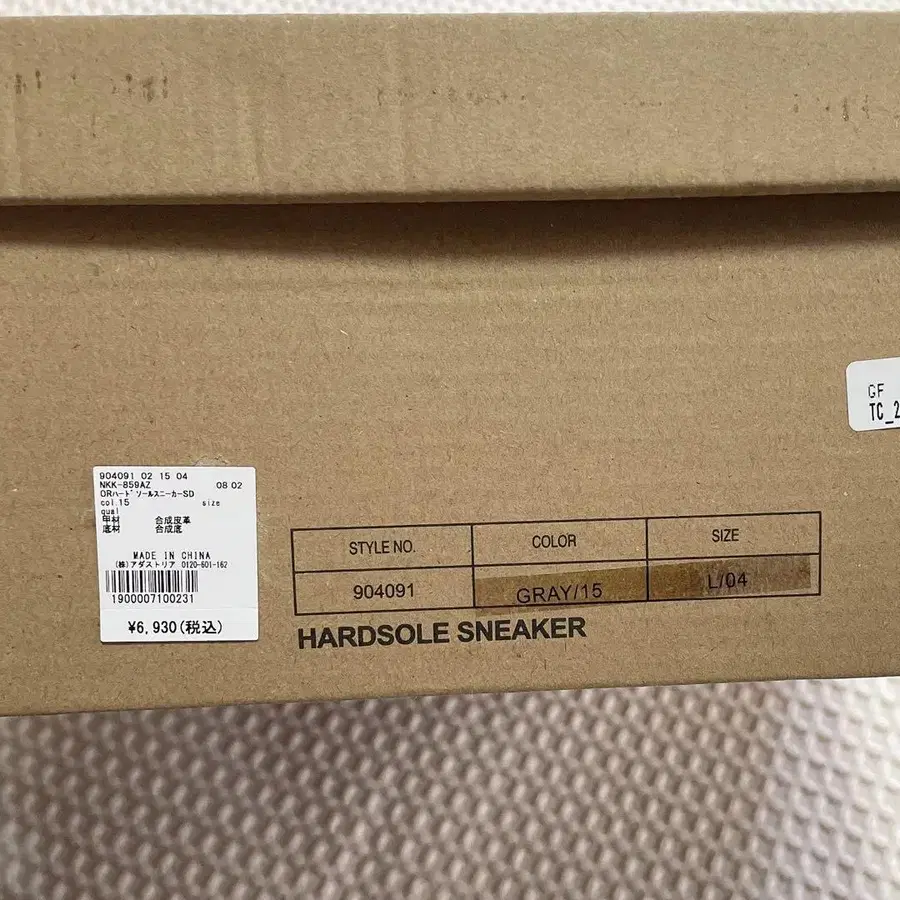 GF
TC_2
904091 02 15 04
NKK-859AZ 08 02
ORハードソールスニーカーSD
col.15 size
qual
甲材 合成皮革
底材 合成底
MADE IN CHINA
(株)アダストリア 0120-601-162
1900007100231
¥6,930(税込)
STYLE NO. COLOR SIZE
904091 GRAY/15 L/04
HARDSOLE SNEAKER